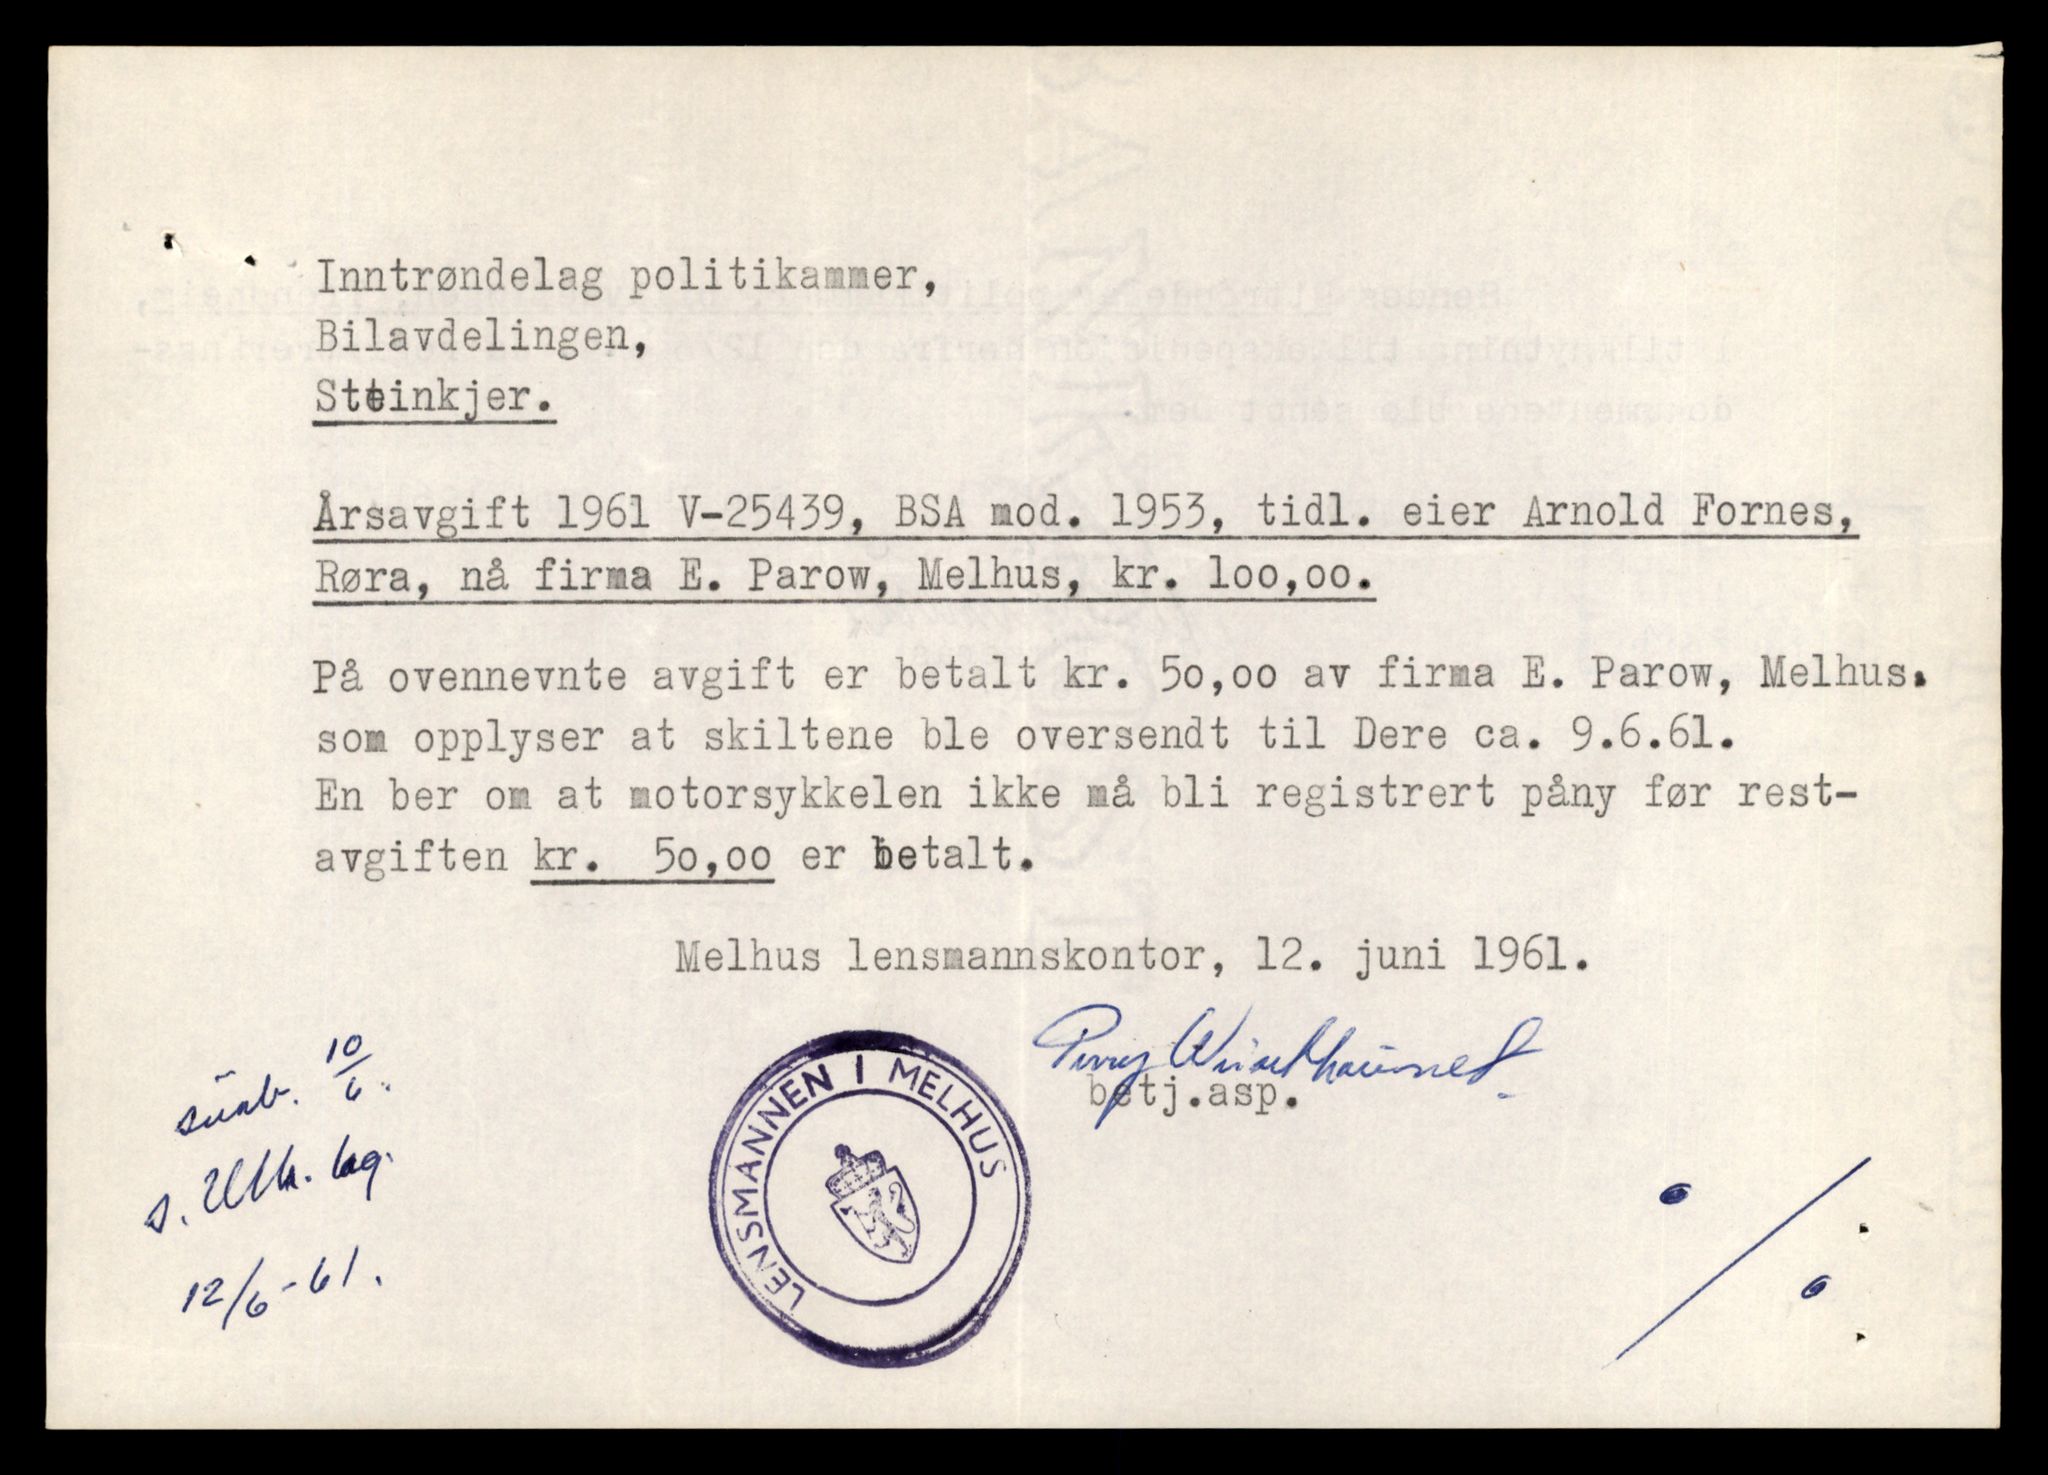 Inntrøndelag politikammer,
Bilavdelingen,
Stteinkjer.
Årsavgift 1961 V-25439, BSA mod. 1953, tidl. eier Arnold Fornes,
Røra, nå firma E. Parow, Melhus, kr. 100,00.
På ovennevnte avgift er betalt kr. 50,00 av firma E. Parow, Melhus.
som opplyser at skiltene ble oversendt til Dere ca. 9.6.61.
En ber om at motorsykkelen ikke må bli registrert påny før rest-
avgiften kr. 50,00 er betalt.
Melhus lensmannskontor, 12. juni 1961.
betj.asp.
LENSMANNEN I MELHUS
10/6.
12/6-61.